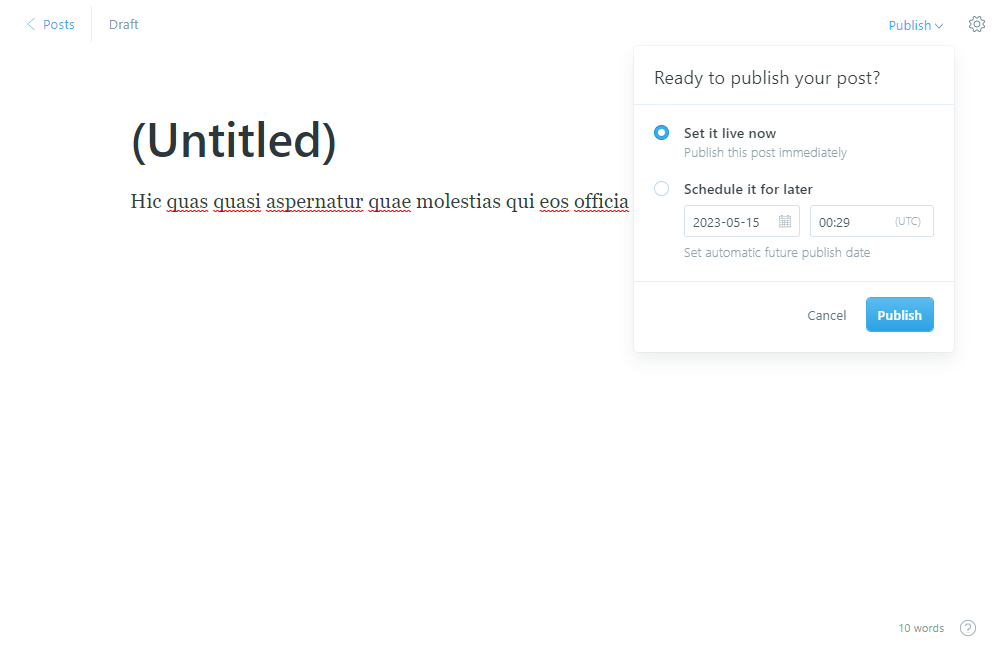 Posts
Draft
Publish
Ready to publish your post?
(Untitled)
Set it live now
Publish this post immediately
Schedule it for later
Hic quas quasi aspernatur quae molestias qui eos officia
2023-05-15
00:29
(UTC)
Set automatic future publish date
Cancel
Publish
10 words
?